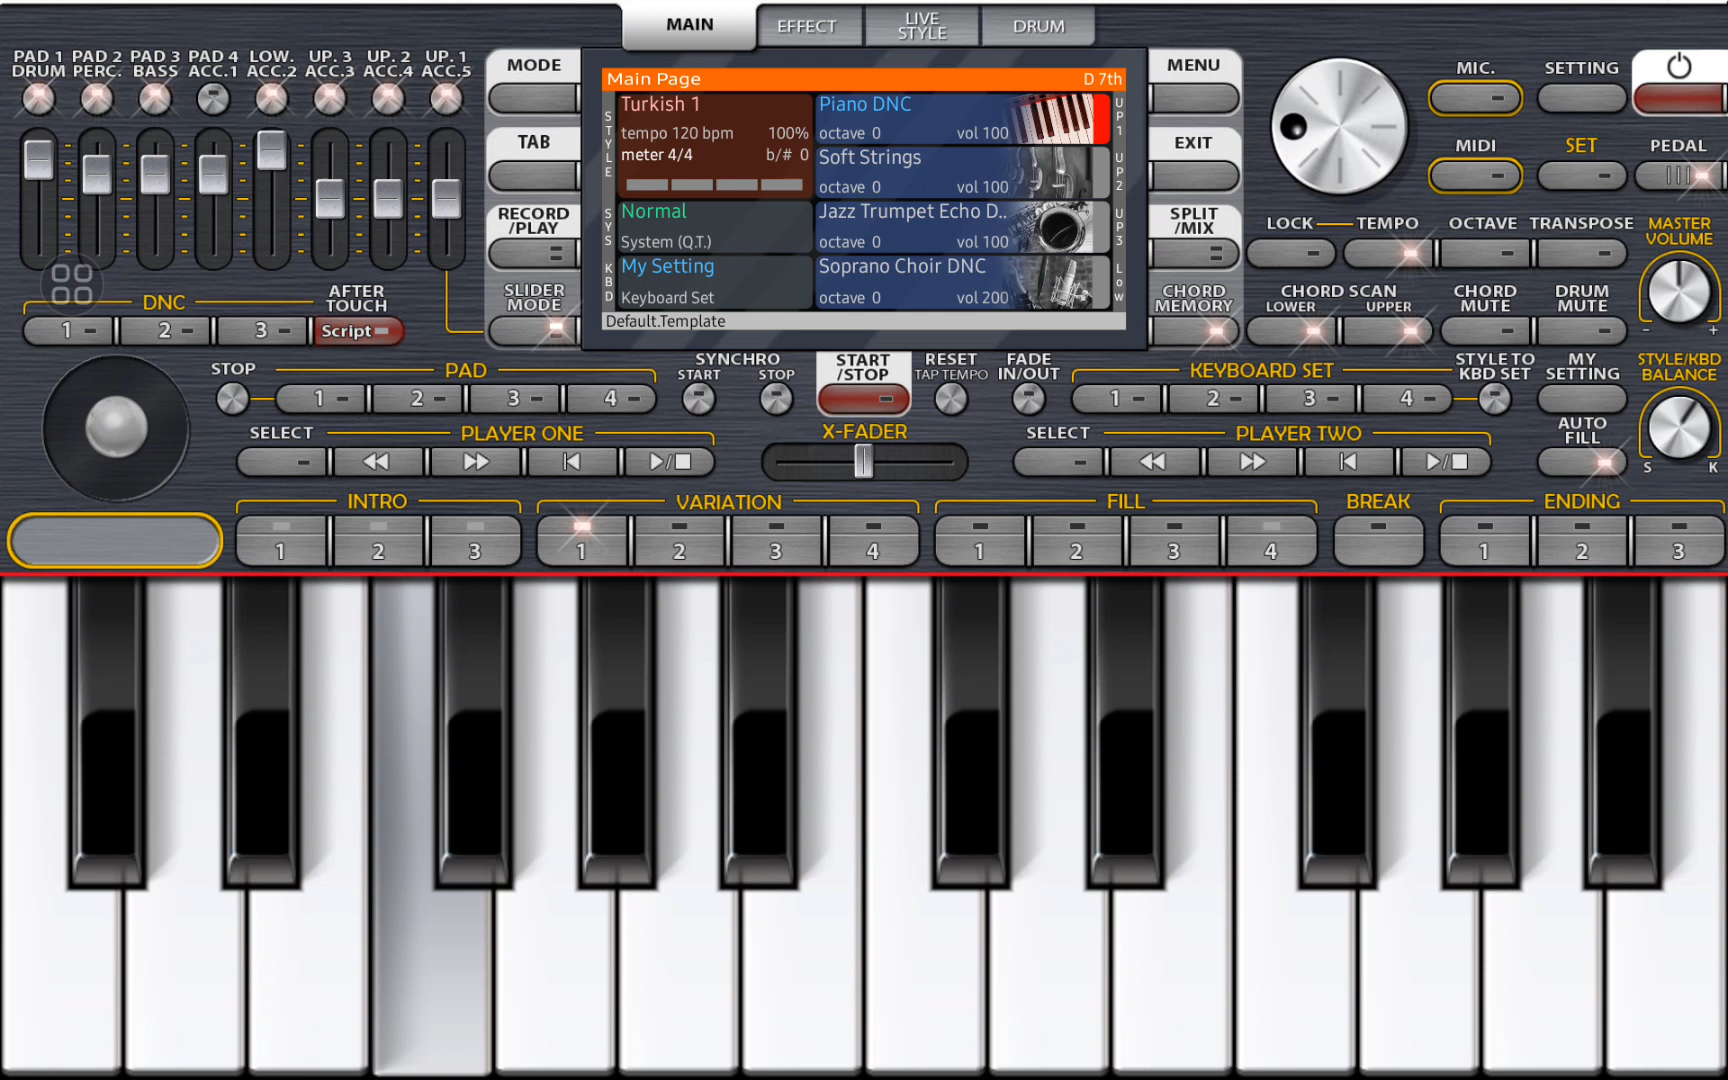 MAIN
EFFECT
LIVE
STYLE
DRUM
PAD 1 PAD 2 PAD 3 PAD 4 LOW. UP. 3 UP. 2 UP. 1
DRUM PERC. BASS ACC.1 ACC.2 ACC.3 ACC.4 ACC.5
MODE
TAB
RECORD
/PLAY
SLIDER
MODE
Main Page D 7th
STYLE
Turkish 1
tempo 120 bpm 100%
meter 4/4 b/# 0
SYS
Normal
System (Q.T.)
KBD
My Setting
Keyboard Set
Piano DNC
octave 0 vol 100
UP1
Soft Strings
octave 0 vol 100
UP2
Jazz Trumpet Echo D..
octave 0 vol 100
UP3
Soprano Choir DNC
octave 0 vol 200
Low
Default.Template
MENU
EXIT
SPLIT
/MIX
CHORD
MEMORY
MIC.
SETTING
MIDI
SET
PEDAL
LOCK TEMPO OCTAVE TRANSPOSE
MASTER
VOLUME
- +
CHORD SCAN
LOWER UPPER
CHORD
MUTE
DRUM
MUTE
DNC
1 2 3
AFTER
TOUCH
Script
STOP
PAD
1 2 3 4
SYNCHRO
START STOP
START
/STOP
RESET
TAP TEMPO
FADE
IN/OUT
KEYBOARD SET
1 2 3 4
STYLE TO
KBD SET
MY
SETTING
STYLE/KBD
BALANCE
S K
SELECT
PLAYER ONE
X-FADER
SELECT
PLAYER TWO
AUTO
FILL
INTRO
1 2 3
VARIATION
1 2 3 4
FILL
1 2 3 4
BREAK
ENDING
1 2 3